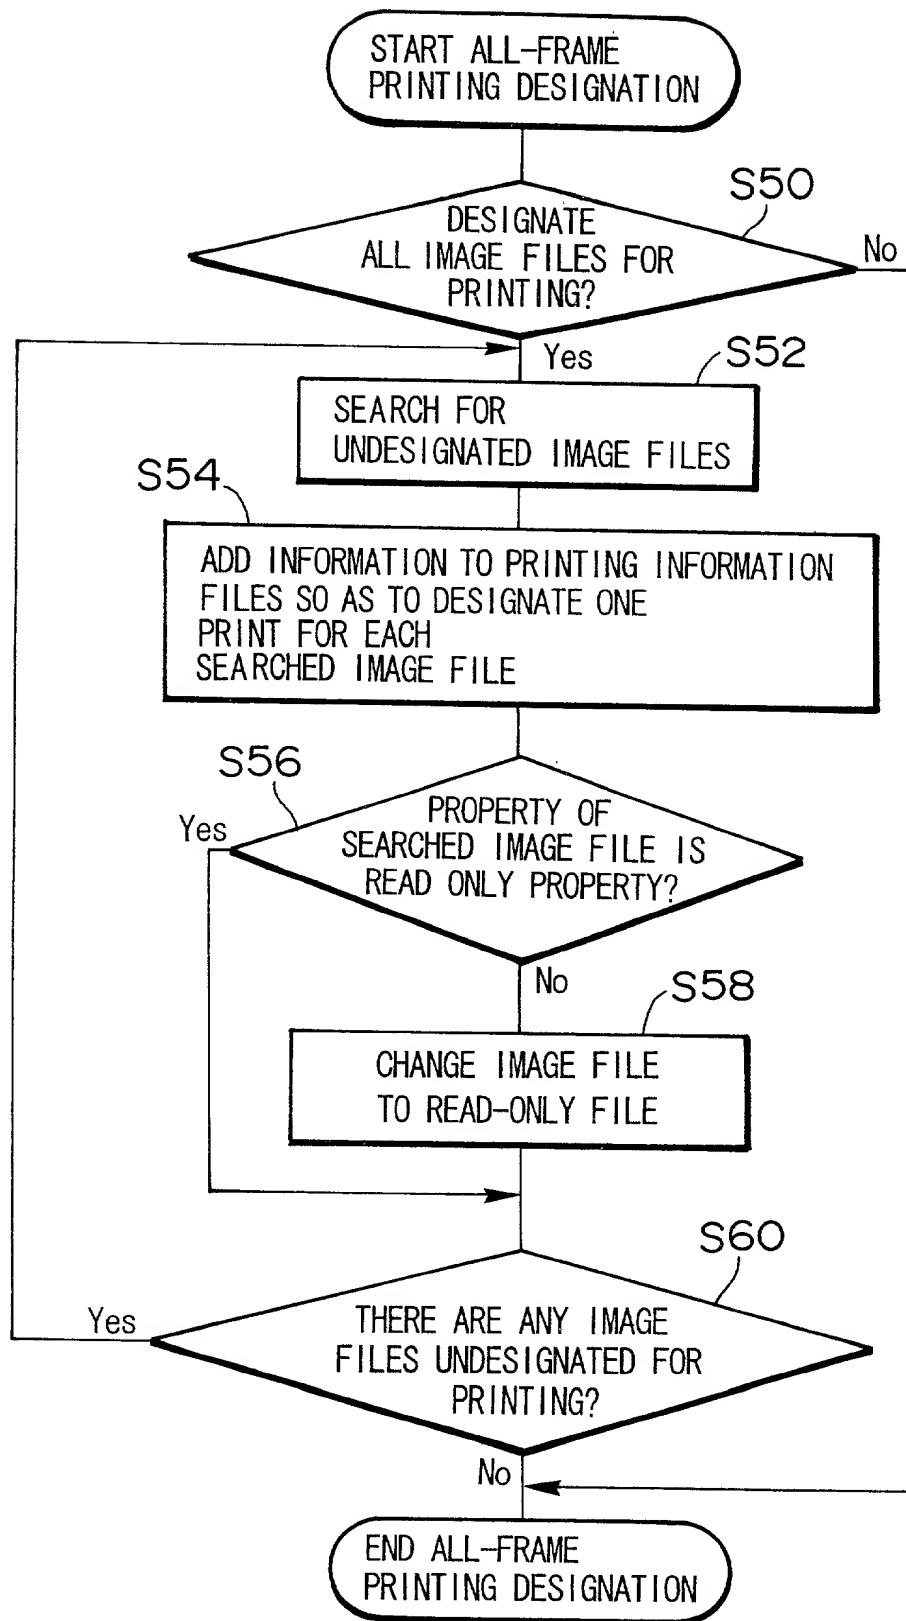 START ALL-FRAME
PRINTING DESIGNATION
S50
DESIGNATE
ALL IMAGE FILES FOR
PRINTING?
No
Yes
S52
SEARCH FOR
UNDESIGNATED IMAGE FILES
S54
ADD INFORMATION TO PRINTING INFORMATION
FILES SO AS TO DESIGNATE ONE
PRINT FOR EACH
SEARCHED IMAGE FILE
S56
Yes
PROPERTY OF
SEARCHED IMAGE FILE IS
READ ONLY PROPERTY?
No
S58
CHANGE IMAGE FILE
TO READ-ONLY FILE
S60
Yes
THERE ARE ANY IMAGE
FILES UNDESIGNATED FOR
PRINTING?
No
END ALL-FRAME
PRINTING DESIGNATION